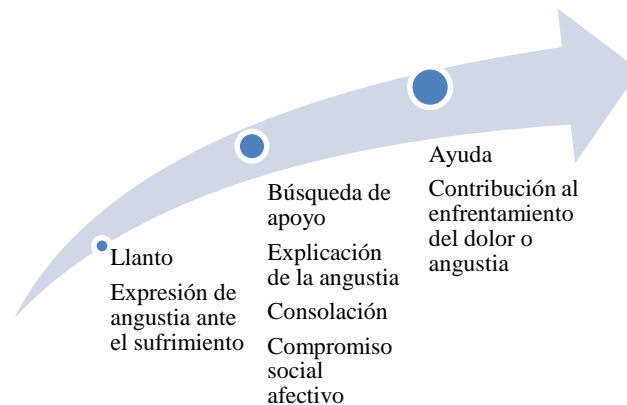 Llanto
Expresión de
angustia ante
el sufrimiento
Búsqueda de
apoyo
Explicación
de la angustia
Consolación
Compromiso
social
afectivo
Ayuda
Contribución al
enfrentamiento
del dolor o
angustia